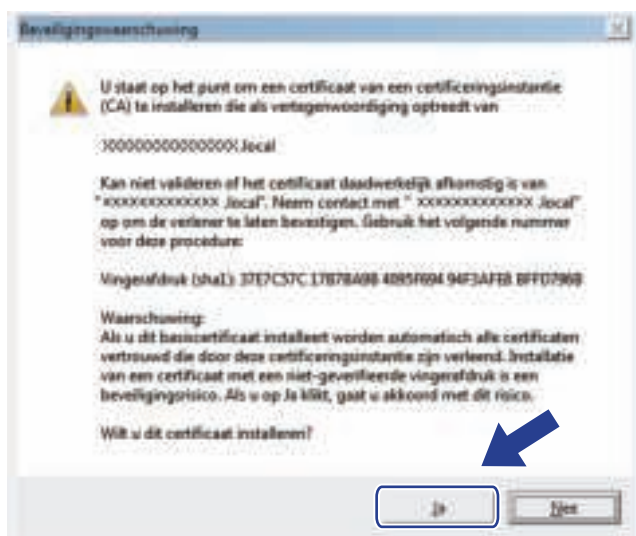 Beveiligingswaarschuwing
U staat op het punt om een certificaat van een certificeringsinstantie
(CA) te installeren die als vertegenwoordiging optreedt van
XXXXXXXXXXXXXXX.local
Kan niet valideren of het certificaat daadwerkelijk afkomstig is van
"xxxxxxxxxxxxx .local". Neem contact met " xxxxxxxxxxxxx .local"
op om de verlener te laten bevestigen. Gebruik het volgende nummer
voor deze procedure:
Vingerafdruk (sha1):
Waarschuwing:
Als u dit basiscertificaat installeert worden automatisch alle certificaten
vertrouwd die door deze certificeringsinstantie zijn verleend. Installatie
van een certificaat met een niet-geverifieerde vingerafdruk is een
beveiligingsrisico. Als u op Ja klikt, gaat u akkoord met dit risico.
Wilt u dit certificaat installeren?
Ja
Nee